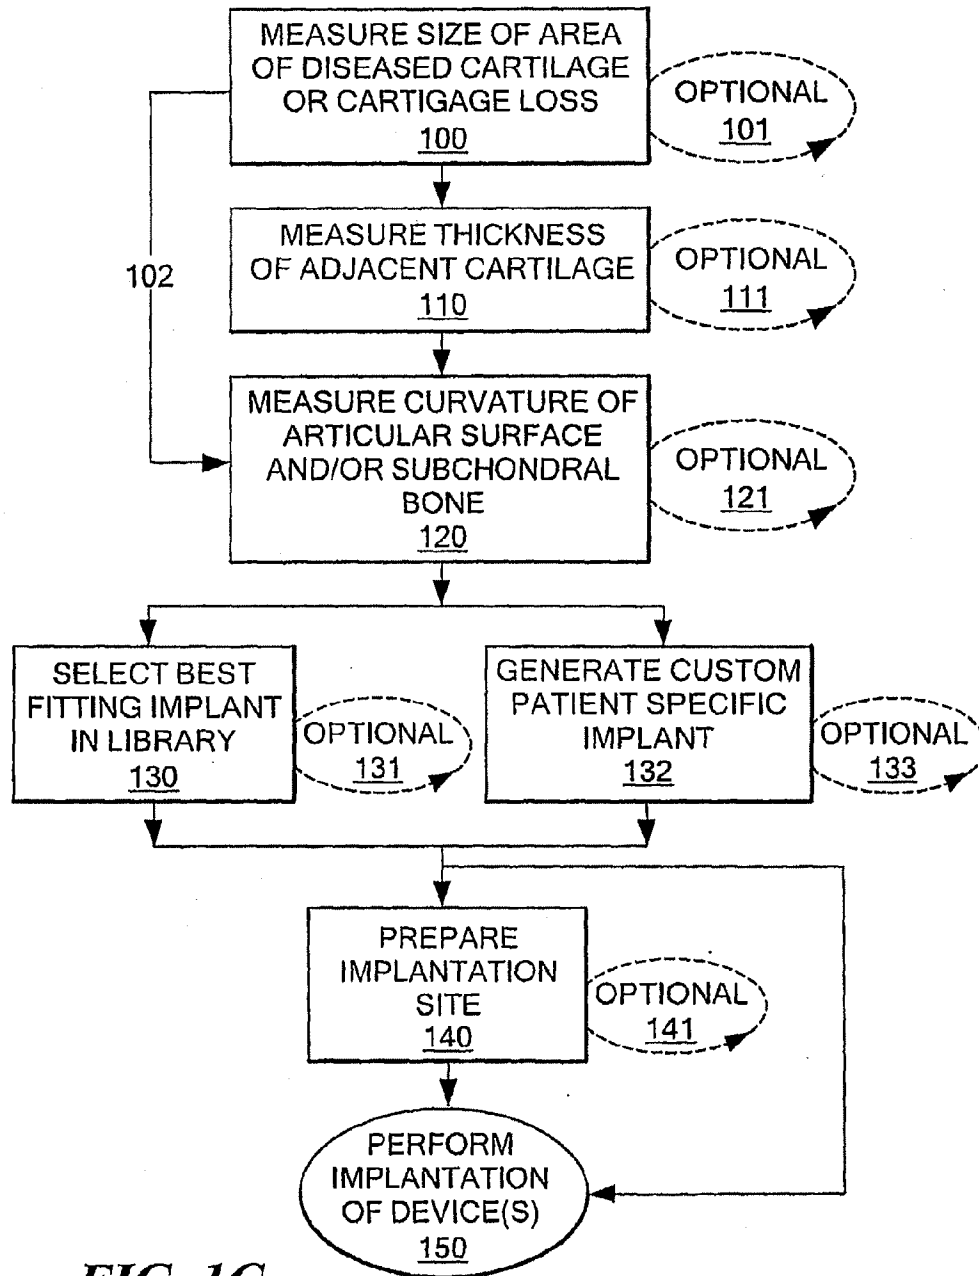 MEASURE SIZE OF AREA
OF DISEASED CARTILAGE
OR CARTIGAGE LOSS
100
OPTIONAL
101
102
MEASURE THICKNESS
OF ADJACENT CARTILAGE
110
OPTIONAL
111
MEASURE CURVATURE OF
ARTICULAR SURFACE
AND/OR SUBCHONDRAL
BONE
120
OPTIONAL
121
SELECT BEST
FITTING IMPLANT
IN LIBRARY
130
OPTIONAL
131
GENERATE CUSTOM
PATIENT SPECIFIC
IMPLANT
132
OPTIONAL
133
PREPARE
IMPLANTATION
SITE
140
OPTIONAL
141
PERFORM
IMPLANTATION
OF DEVICE(S)
150
FIG. 1C